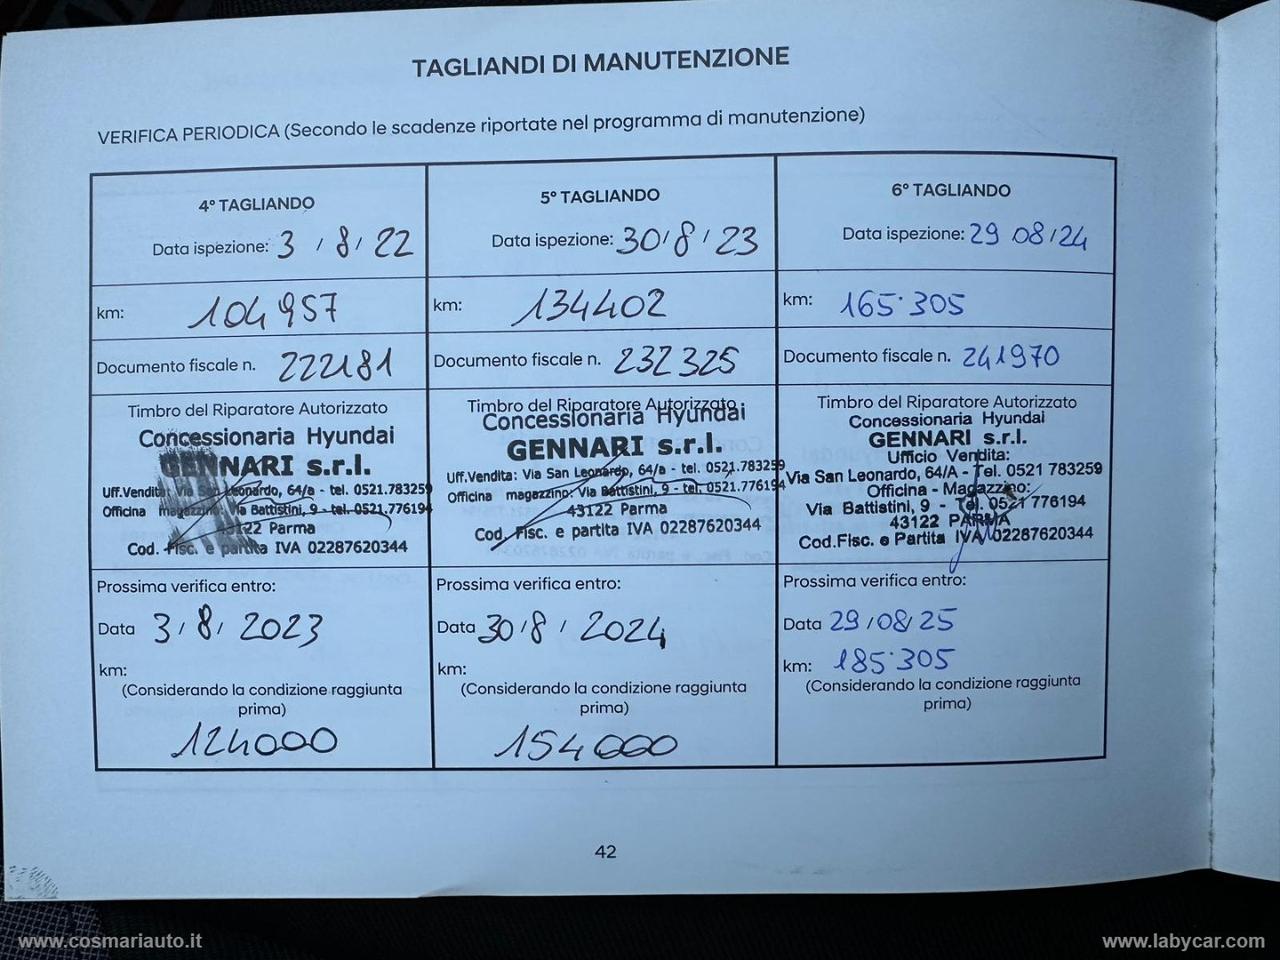 TAGLIANDI DI MANUTENZIONE
VERIFICA PERIODICA (Secondo le scadenze riportate nel programma di manutenzione)
4° TAGLIANDO
Data ispezione: 3 / 8 / 22
km: 104957
Documento fiscale n. 222181
Timbro del Riparatore Autorizzato
Concessionaria Hyundai
GENNARI s.r.l.
Uff.Vendita: Via San Leonardo, 64/a - tel. 0521.783259
Officina magazzino: Via Battistini, 9 - tel. 0521.776194
43122 Parma
Cod. Fisc. e partita IVA 02287620344
Prossima verifica entro:
Data 3 / 8 / 2023
km:
(Considerando la condizione raggiunta
prima)
124000
5° TAGLIANDO
Data ispezione: 30 / 8 / 23
km: 134402
Documento fiscale n. 232325
Timbro del Riparatore Autorizzato
Concessionaria Hyundai
GENNARI s.r.l.
Uff.Vendita: Via San Leonardo, 64/a - tel. 0521.783259
Officina magazzino: Via Battistini, 9 - tel. 0521.776194
43122 Parma
Cod. Fisc. e partita IVA 02287620344
Prossima verifica entro:
Data 30 / 8 / 2024
km:
(Considerando la condizione raggiunta
prima)
154000
6° TAGLIANDO
Data ispezione: 29 08 / 24
km: 165.305
Documento fiscale n. 241970
Timbro del Riparatore Autorizzato
Concessionaria Hyundai
GENNARI s.r.l.
Ufficio Vendita:
Via San Leonardo, 64/A - Tel. 0521 783259
Officina - Magazzino:
Via Battistini, 9 - Tel. 0521 776194
43122 PARMA
Cod.Fisc. e Partita IVA 02287620344
Prossima verifica entro:
Data 29 / 08 / 25
km: 185.305
(Considerando la condizione raggiunta
prima)
42
www.cosmariauto.it
www.labycar.com